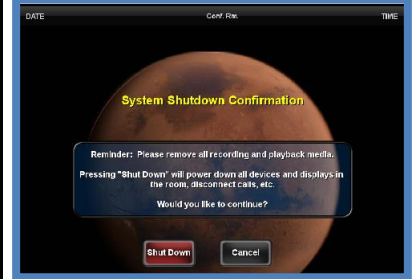 DATE Conf. Rm. TIME
System Shutdown Confirmation
Reminder: Please remove all recording and playback media.
Pressing "Shut Down" will power down all devices and displays in
the room, disconnect calls, etc.
Would you like to continue?
Shut Down Cancel